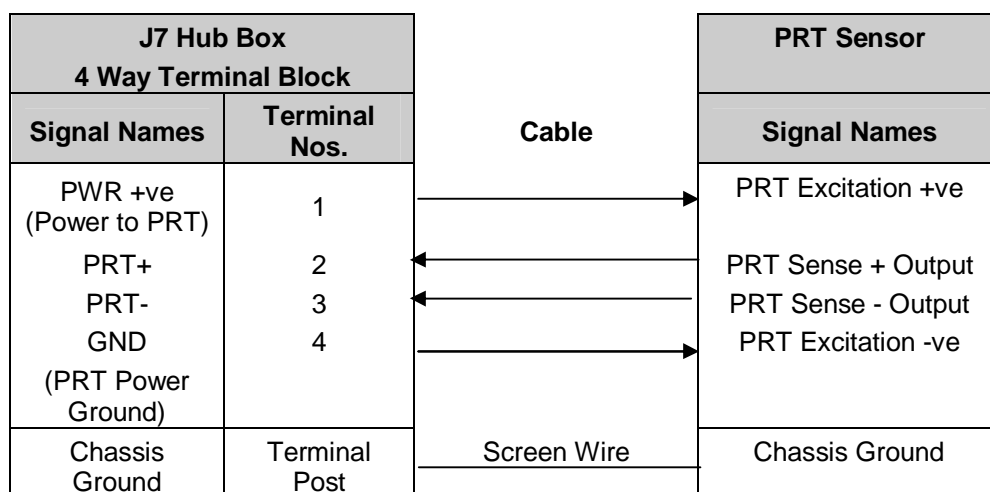 J7 Hub Box
4 Way Terminal Block
PRT Sensor
Signal Names
Terminal
Nos.
Cable
Signal Names
PWR +ve
(Power to PRT)
1
PRT Excitation +ve
PRT+
2
PRT Sense + Output
PRT-
3
PRT Sense - Output
GND
4
PRT Excitation -ve
(PRT Power
Ground)
Chassis
Ground
Terminal
Post
Screen Wire
Chassis Ground